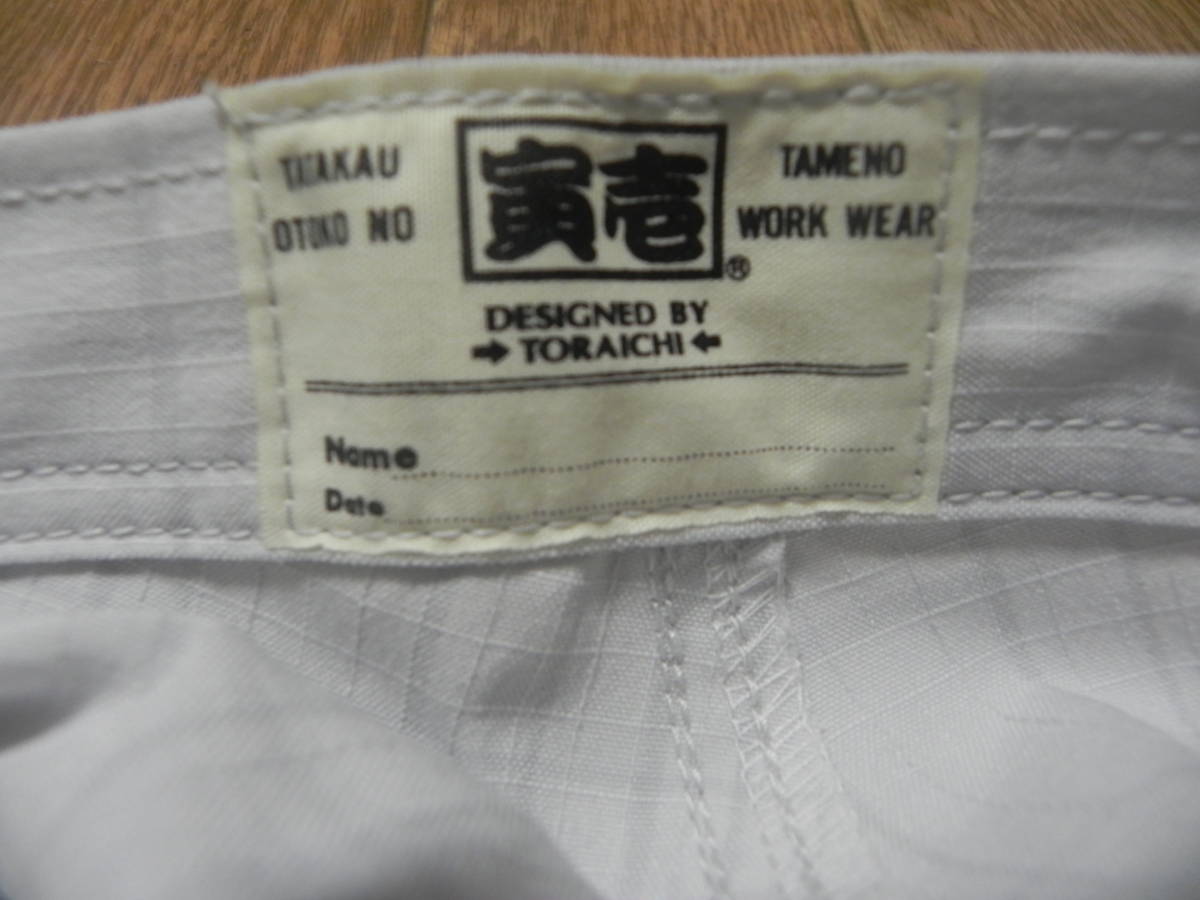 TATAKAU
OTOKO NO
寅壱
®
TAMENO
WORK WEAR
DESIGNED BY
→ TORAICHI ←
Name
Date